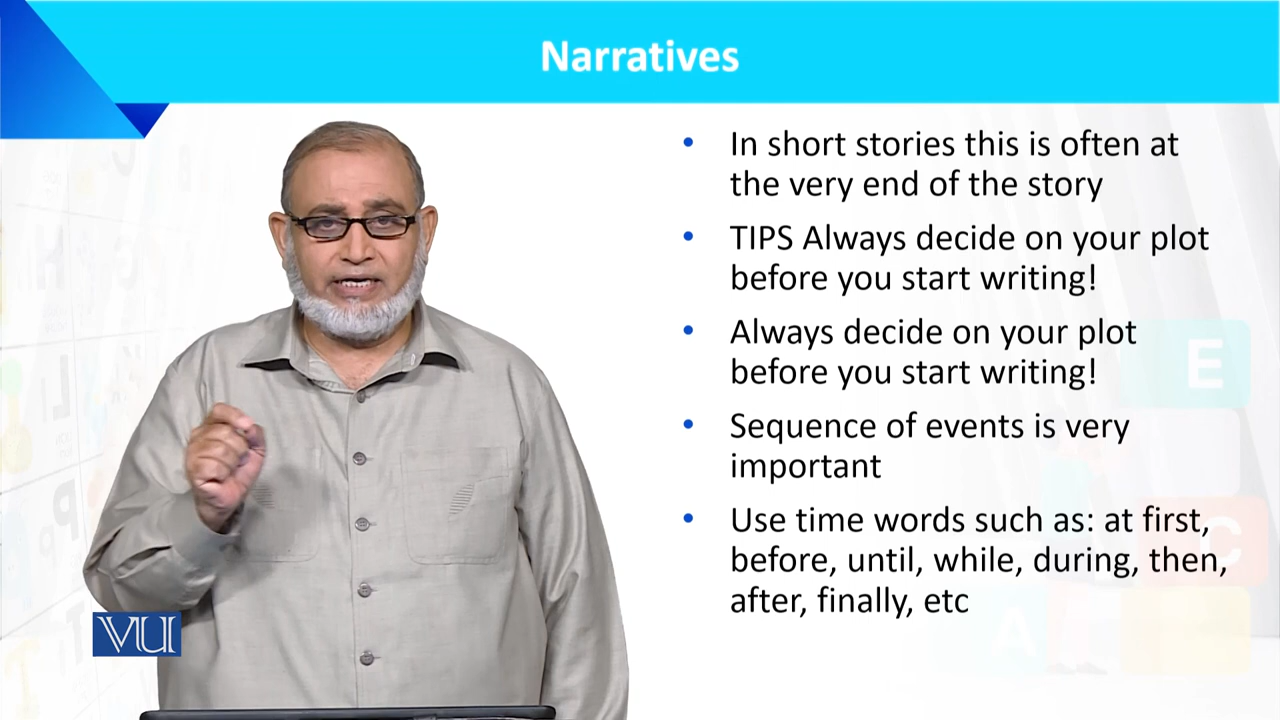 Narratives
• In short stories this is often at
the very end of the story
• TIPS Always decide on your plot
before you start writing!
• Always decide on your plot
before you start writing!
• Sequence of events is very
important
• Use time words such as: at first,
before, until, while, during, then,
after, finally, etc
VU
E
C
A